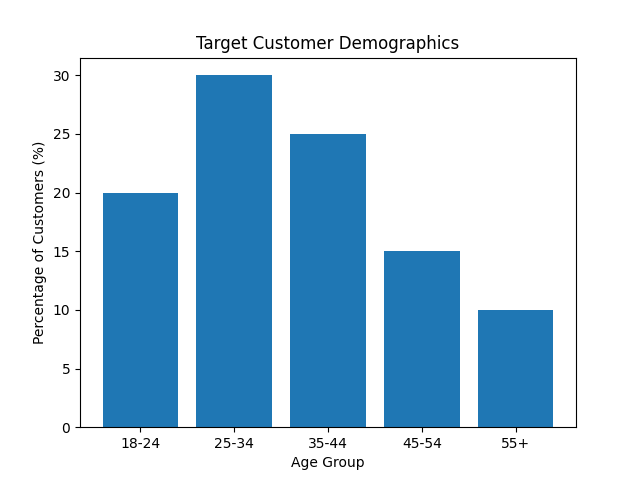 Target Customer Demographics
Percentage of Customers (%)
30
25
20
15
10
5
0
18-24 25-34 35-44 45-54 55+
Age Group